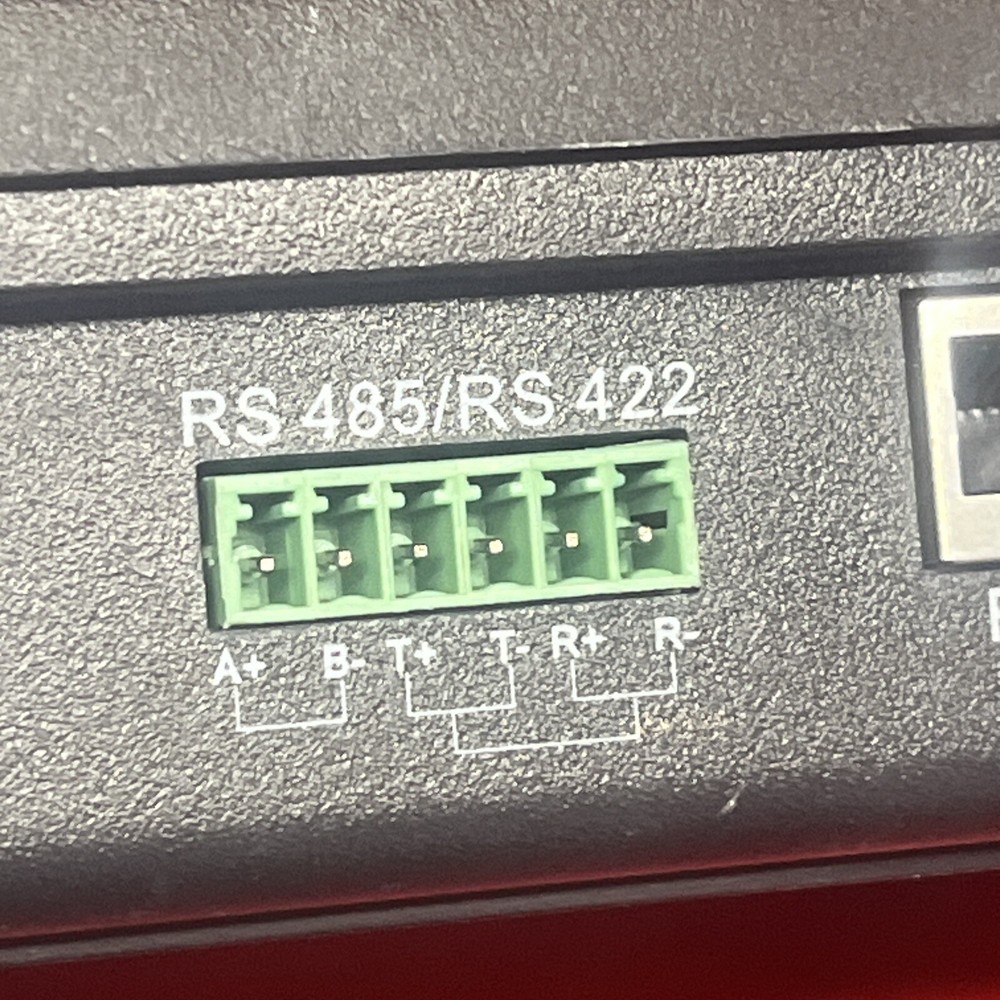 RS 485/RS 422
A+ B- T+ T- R+ R-